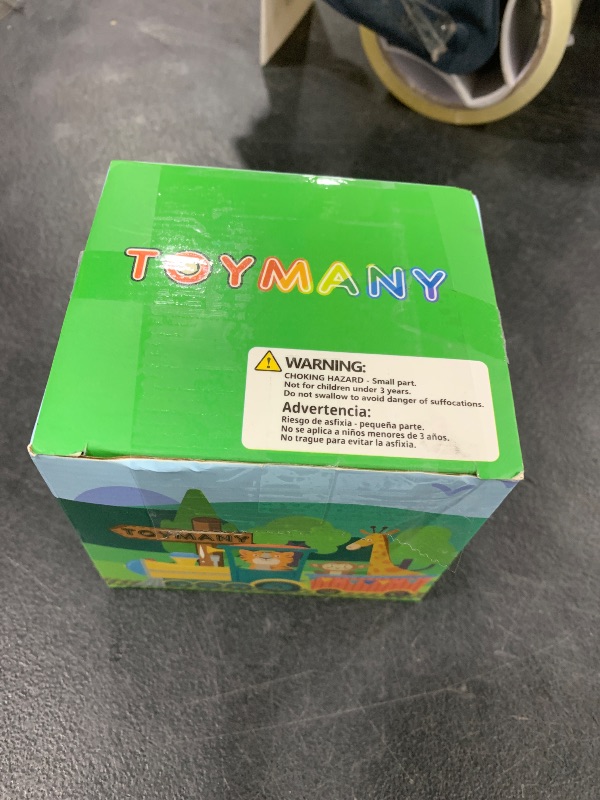 TOYMANY
WARNING:
CHOKING HAZARD - Small part.
Not for children under 3 years.
Do not swallow to avoid danger of suffocations.
Advertencia:
Riesgo de asfixia - pequeña parte.
No se aplica a niños menores de 3 años.
No trague para evitar la asfixia.
TOYMANY